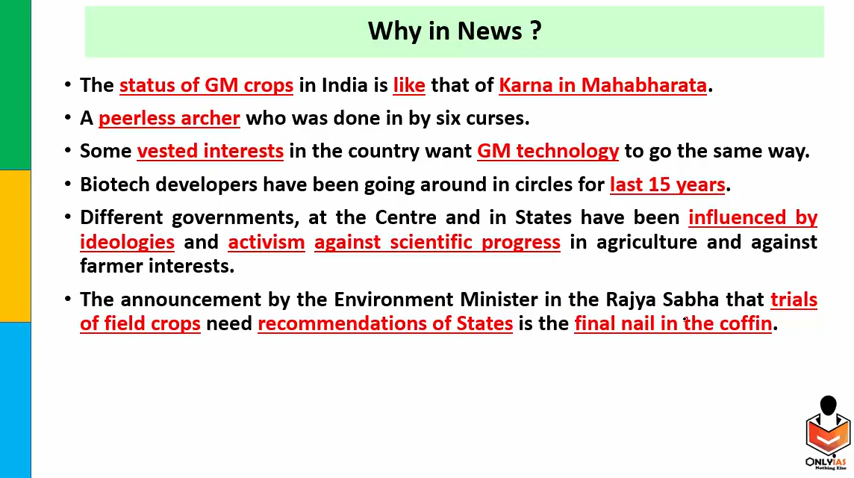 Why in News ?
• The status of GM crops in India is like that of Karna in Mahabharata.
• A peerless archer who was done in by six curses.
• Some vested interests in the country want GM technology to go the same way.
• Biotech developers have been going around in circles for last 15 years.
• Different governments, at the Centre and in States have been influenced by
ideologies and activism against scientific progress in agriculture and against
farmer interests.
• The announcement by the Environment Minister in the Rajya Sabha that trials
of field crops need recommendations of States is the final nail in the coffin.
ONLYIAS
Nothing Else